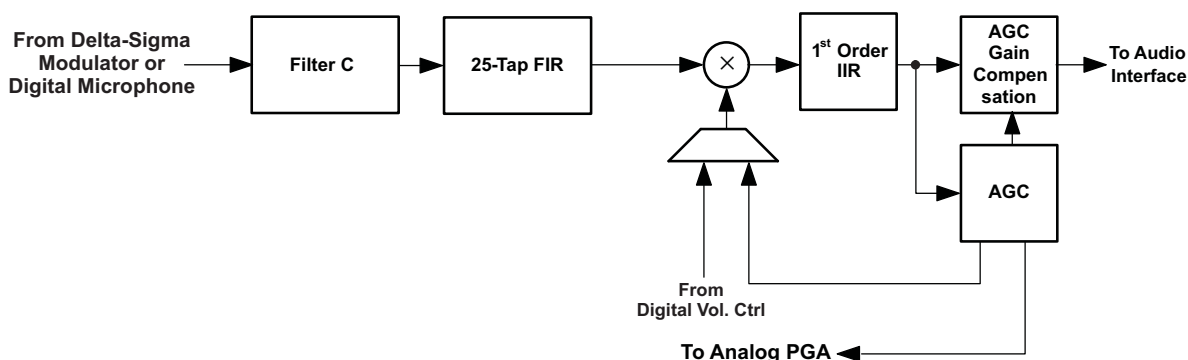 From Delta-Sigma
Modulator or
Digital Microphone
Filter C
25-Tap FIR
×
1st Order
IIR
AGC
Gain
Compen
sation
To Audio
Interface
AGC
From
Digital Vol. Ctrl
To Analog PGA